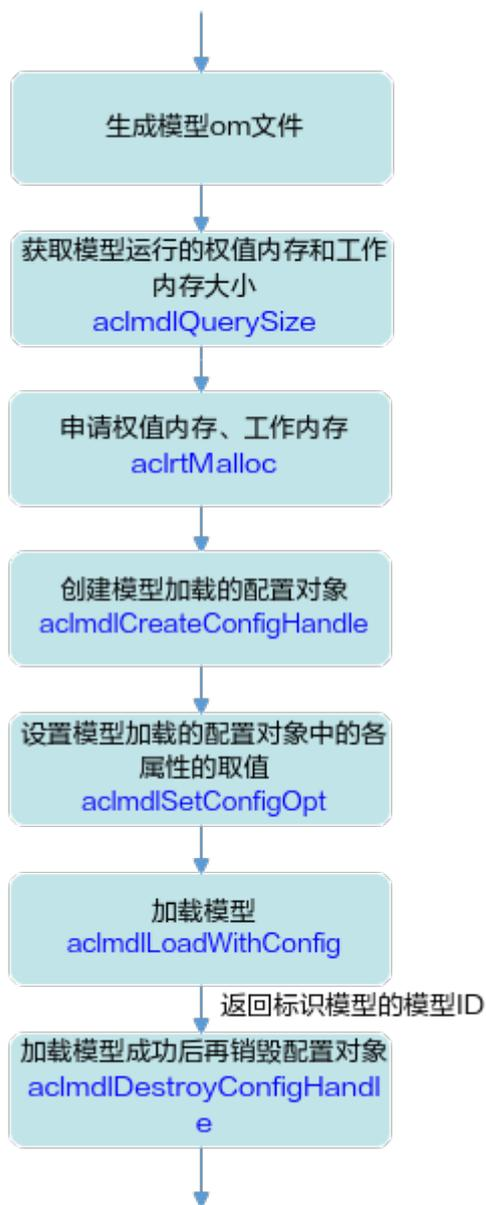 生成模型om文件
获取模型运行的权值内存和工作
内存大小
aclmdlQuerySize
申请权值内存、工作内存
aclrtMalloc
创建模型加载的配置对象
aclmdlCreateConfigHandle
设置模型加载的配置对象中的各
属性的取值
aclmdlSetConfigOpt
加载模型
aclmdlLoadWithConfig
返回标识模型的模型ID
加载模型成功后再销毁配置对象
aclmdlDestroyConfigHandl
e